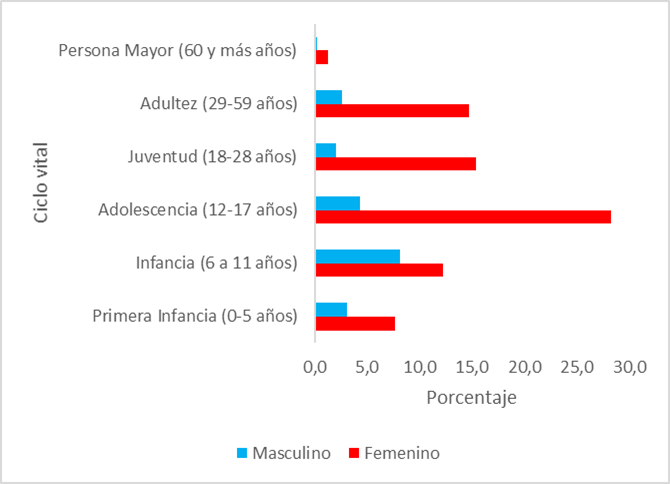 Ciclo vital
Persona Mayor (60 y más años)
Adultez (29-59 años)
Juventud (18-28 años)
Adolescencia (12-17 años)
Infancia (6 a 11 años)
Primera Infancia (0-5 años)
0,0 5,0 10,0 15,0 20,0 25,0 30,0
Porcentaje
Masculino Femenino